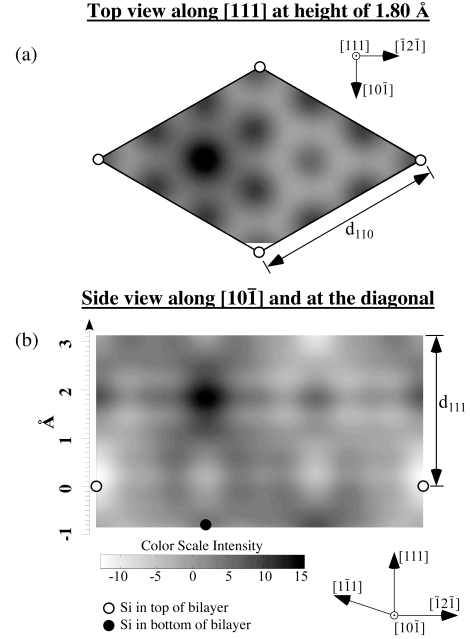 Top view along [111] at height of 1.80 Å
(a)
[111]
[1̅21̅]
[101̅]
d110
Side view along [101̅] and at the diagonal
(b)
3
2
1
0
-1
Å
d111
Color Scale Intensity
-10 -5 0 5 10 15
Si in top of bilayer
Si in bottom of bilayer
[111]
[11̅1]
[1̅21̅]
[101̅]